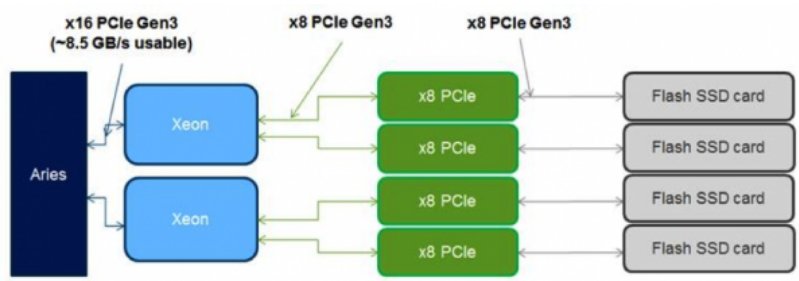 x16 PCIe Gen3
(~8.5 GB/s usable)
x8 PCIe Gen3
x8 PCIe Gen3
Aries
Xeon
Xeon
x8 PCIe
x8 PCIe
x8 PCIe
x8 PCIe
Flash SSD card
Flash SSD card
Flash SSD card
Flash SSD card